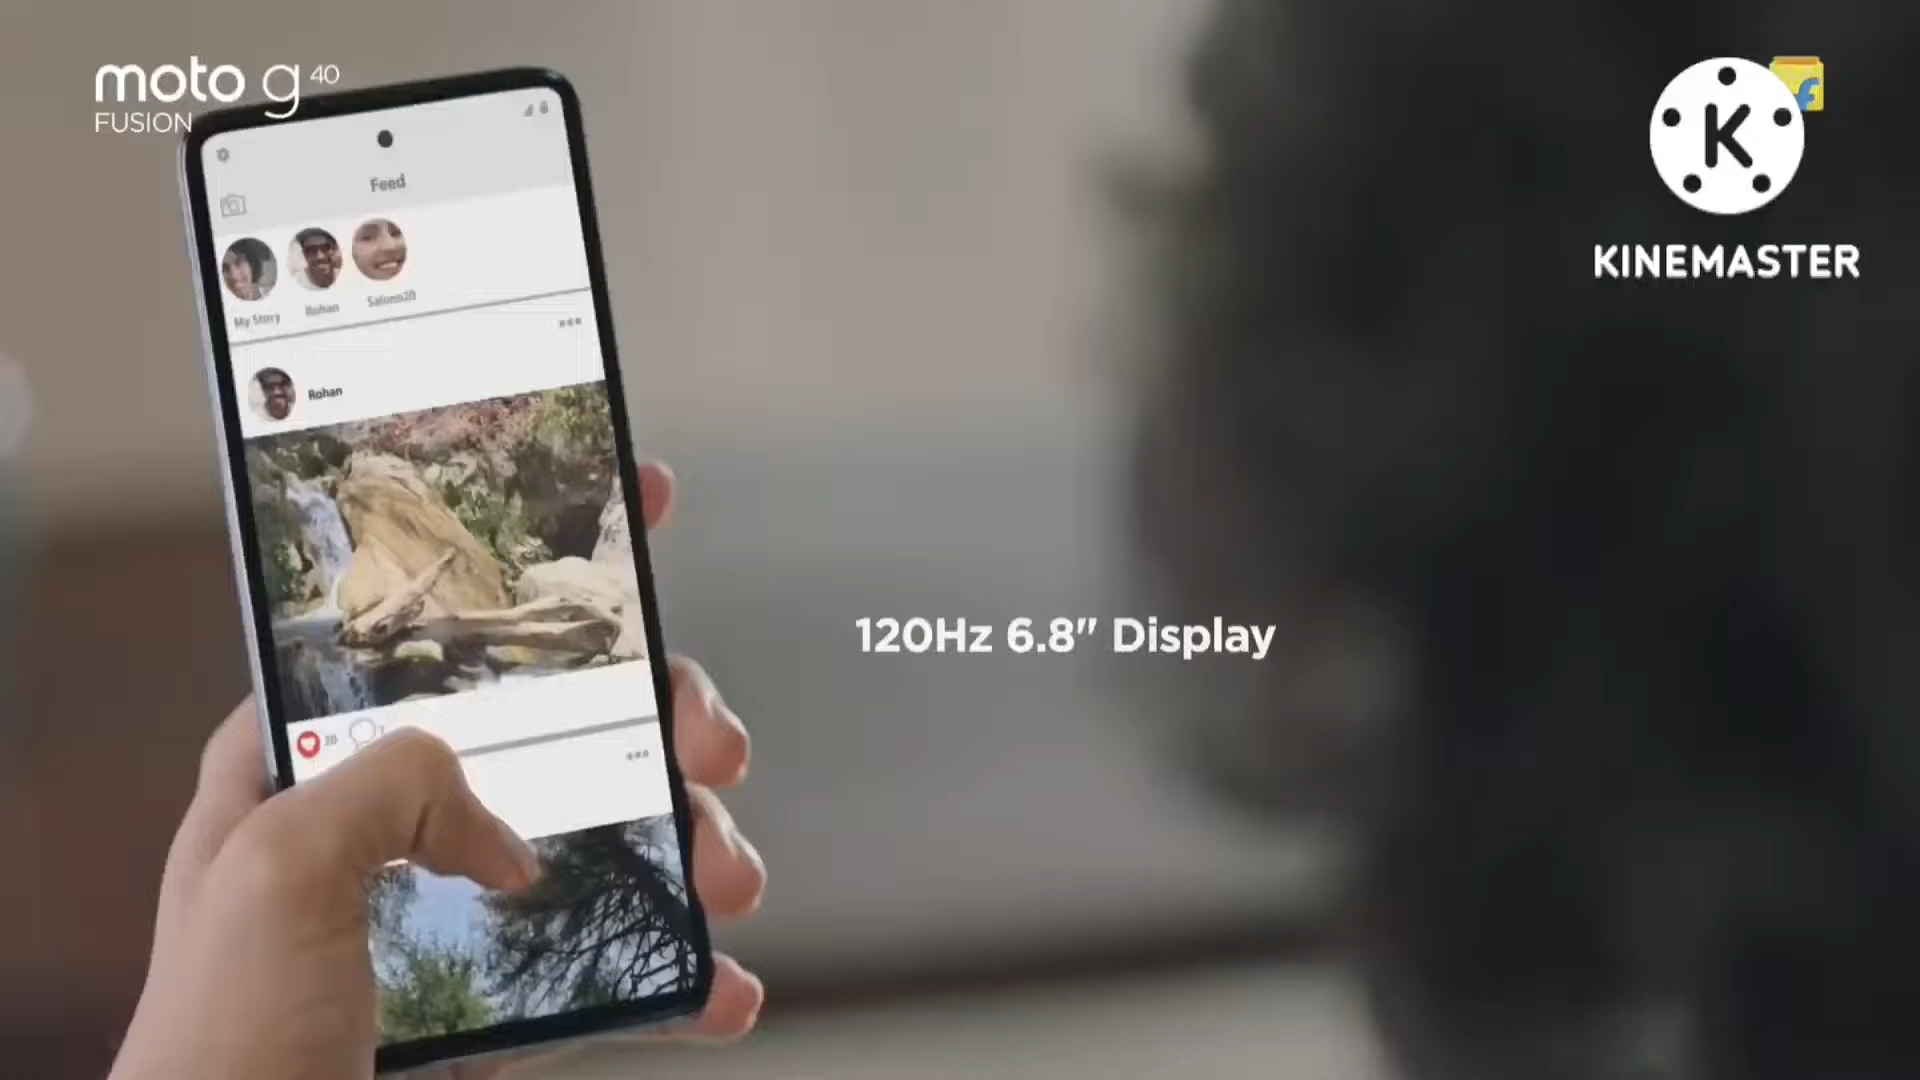 moto g 40
FUSION
K
KINEMASTER
Feed
My Story
Rohan
Rohan
120Hz 6.8" Display